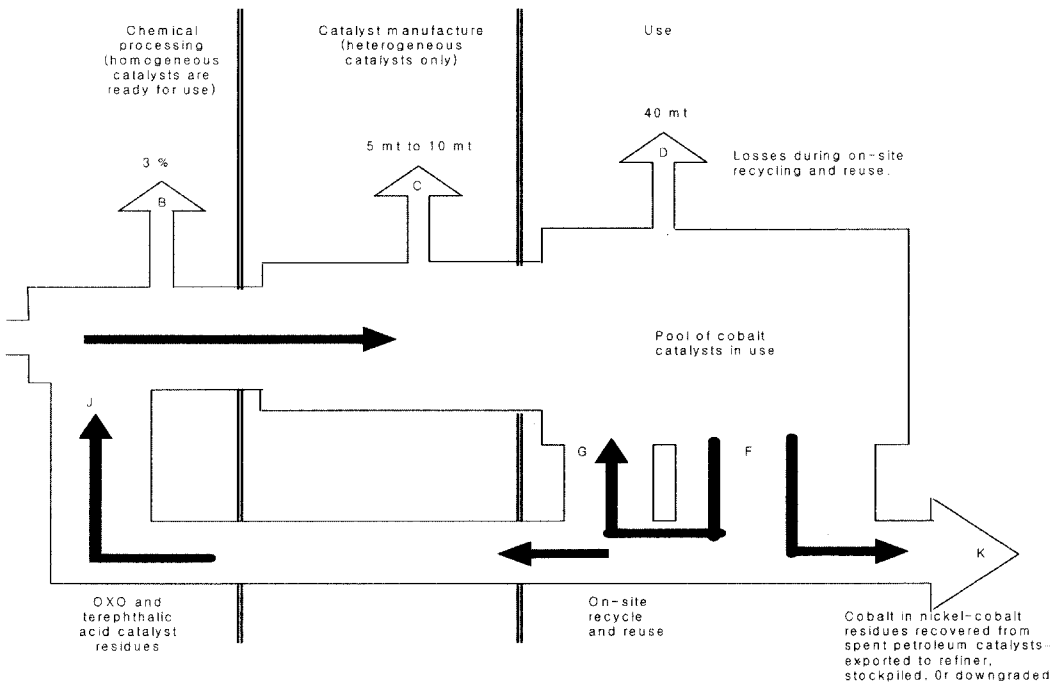 Chemical
processing
(homogeneous
catalysts are
ready for use)
Catalyst manufacture
(heterogeneous
catalysts only)
Use
3 %
B
5 mt to 10 mt
C
40 mt
D
Losses during on-site
recycling and reuse.
Pool of cobalt
catalysts in use
J
G
F
K
OXO and
terephthalic
acid catalyst
residues
On-site
recycle
and reuse
Cobalt in nickel-cobalt
residues recovered from
spent petroleum catalysts-
exported to refiner,
stockpiled, Or downgraded